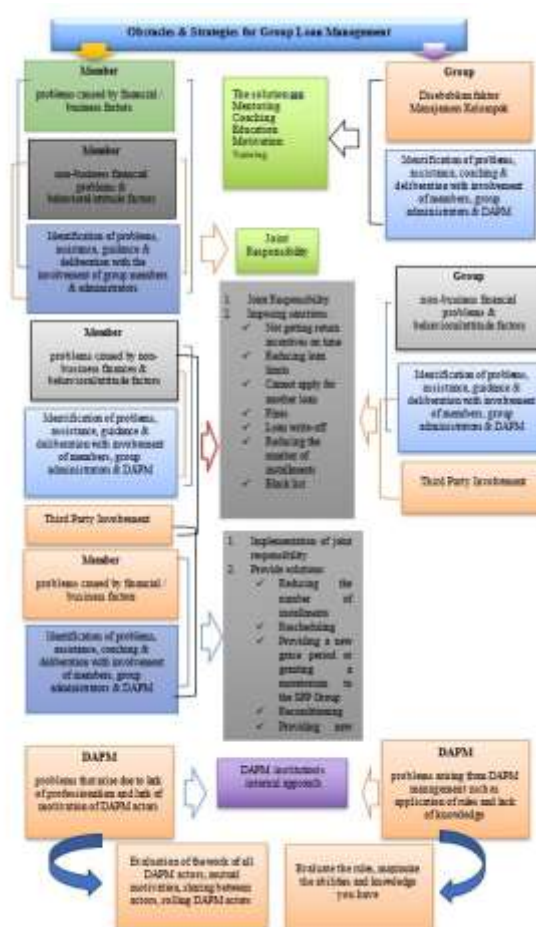 Obstacles & Strategies for Group Loan Management
Member
problems caused by financial /
business factors
Member
non-business financial
problems &
behavioral/attitude factors
Identification of problems,
assistance, guidance &
deliberation with the
involvement of group members
& administrators
Member
problems caused by non-
business finances &
behavioral/attitude factors
Identification of problems,
assistance, guidance &
deliberation with involvement
of members, group
administrators & DAPM
Third Party Involvement
Member
problems caused by financial /
business factors
Identification of problems,
assistance, coaching &
deliberation with involvement
of members, group
administrators & DAPM
The solution
Mentoring
Coaching
Education
Motivation
Joint
Responsibility
1. Joint Responsibility
2. Imposing sanctions
✓ Not getting return
incentives on time
✓ Reducing loan
limits
✓ Cannot apply for
another loan
✓ Fines
✓ Loan write-off
✓ Reducing the
number of
installments
✓ Black list
1. Implementation of joint
responsibility
2. Provide solutions
✓ Reducing the
number of
installments
✓ Rescheduling
✓ Providing a new
grace period or
granting a
moratorium to
the SPP Group
✓ Reconditioning
✓ Providing new
Group
Disebabkan faktor
Manajemen Kelompok
Identification of problems,
assistance, coaching &
deliberation with involvement
of members, group
administrators & DAPM
Group
non-business financial
problems &
behavioral/attitude factors
Identification of problems,
assistance, guidance &
deliberation with involvement
of members, group
administrators & DAPM
Third Party Involvement
DAPM
problems that arise due to lack
of professionalism and lack of
motivation of DAPM actors
DAPM institution's
internal approach
DAPM
problems arising from DAPM
management such as
application of rules and lack
of knowledge
Evaluation of the work of all
DAPM actors, mutual
motivation, sharing between
actors, rolling DAPM actors
Evaluate the rules, maximize
the abilities and knowledge
you have